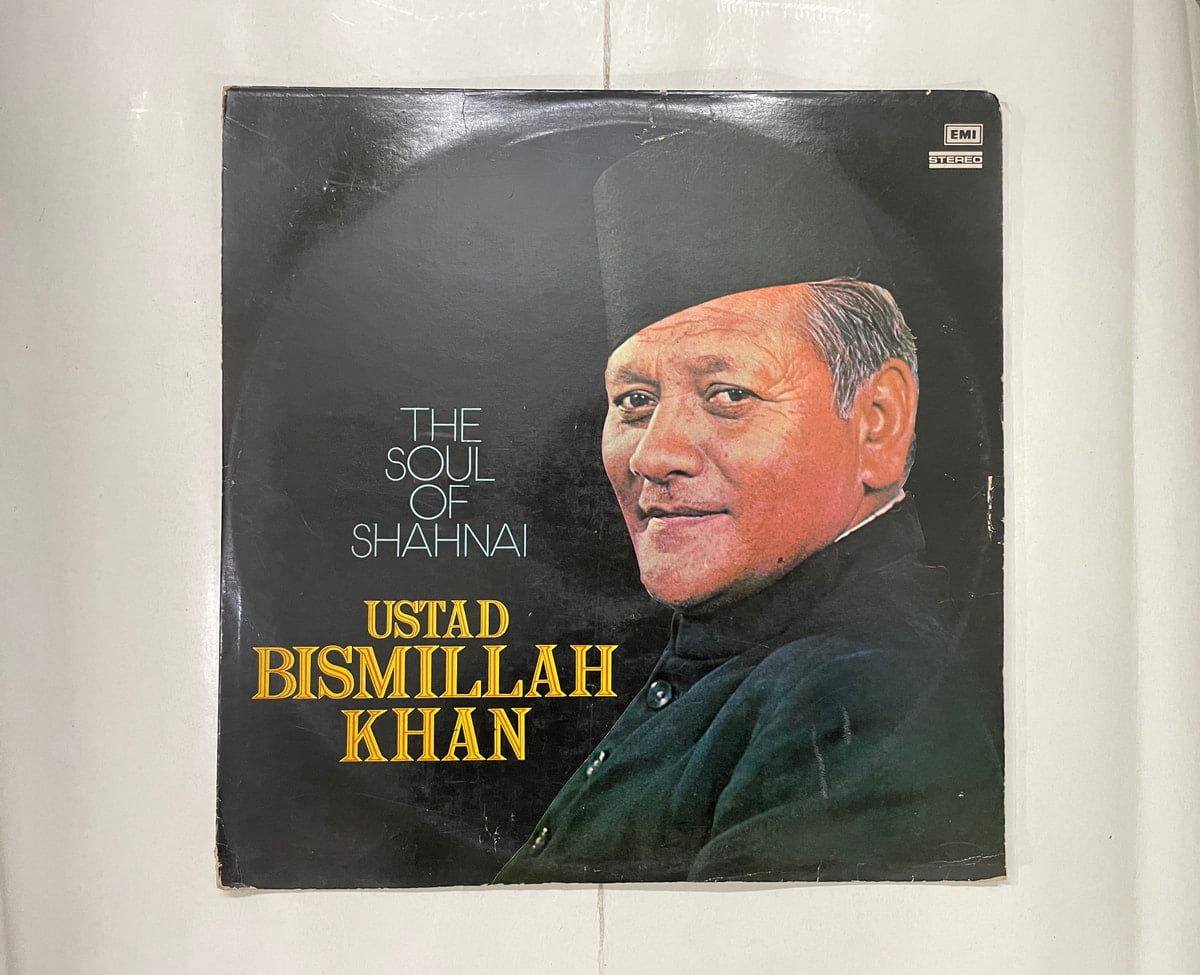 EMI
STEREO
THE
SOUL
OF
SHAHNAI
USTAD
BISMILLAH
KHAN